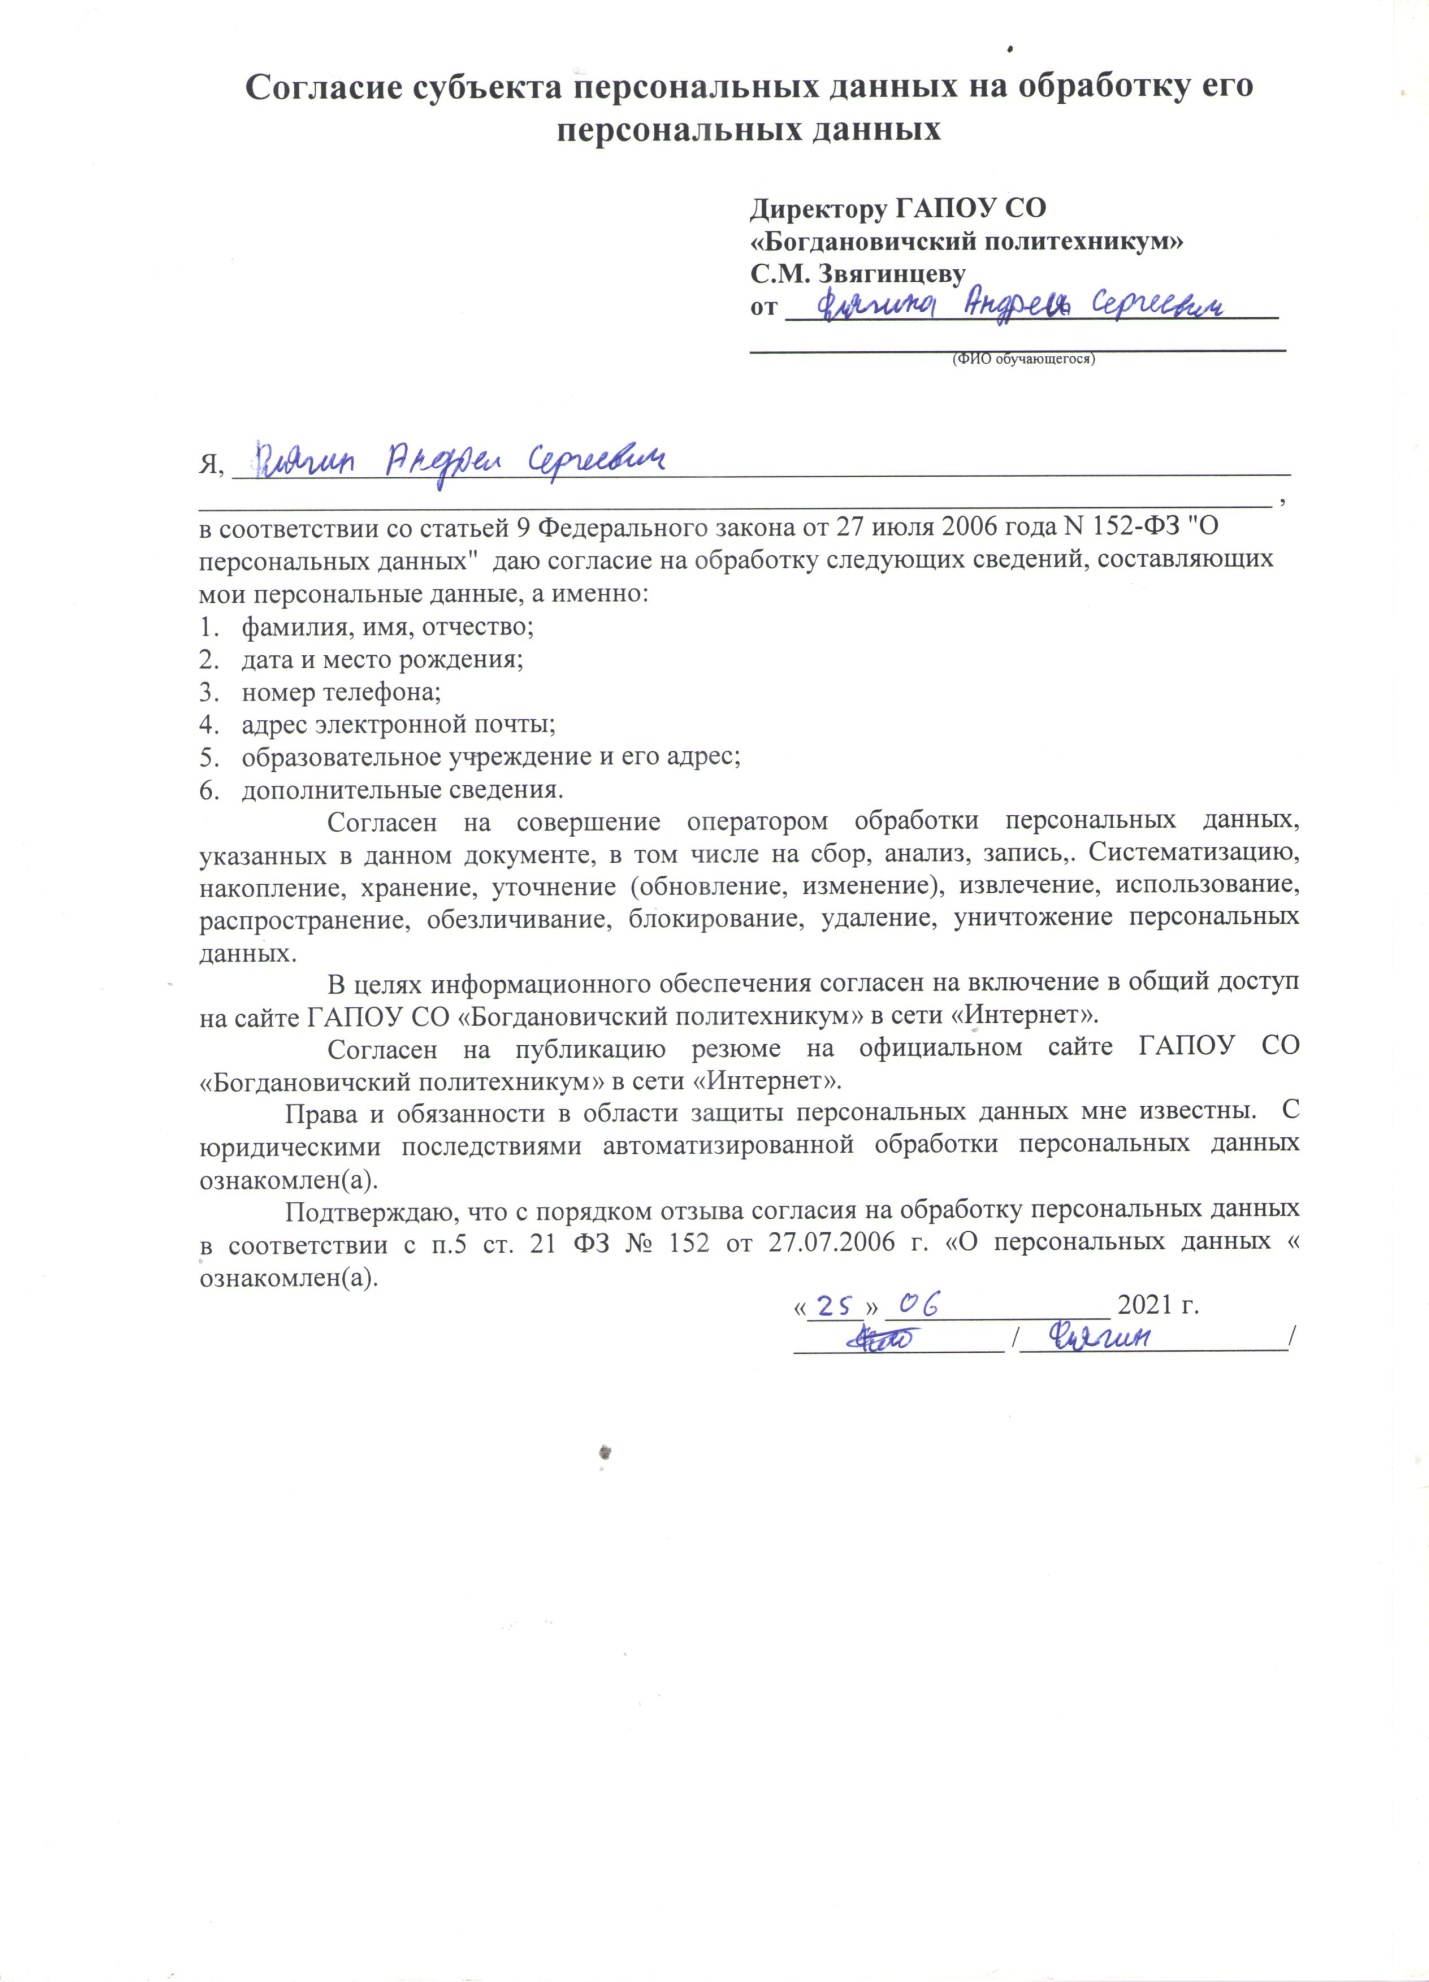 Согласие субъекта персональных данных на обработку его
персональных данных
Директору ГАПОУ СО
«Богдановичский политехникум»
С.М. Звягинцеву
от Андрея Сергеевич
(ФИО обучающегося)
Я, Андрей Сергеевич
,
в соответствии со статьей 9 Федерального закона от 27 июля 2006 года N 152-ФЗ "О
персональных данных" даю согласие на обработку следующих сведений, составляющих
мои персональные данные, а именно:
1. фамилия, имя, отчество;
2. дата и место рождения;
3. номер телефона;
4. адрес электронной почты;
5. образовательное учреждение и его адрес;
6. дополнительные сведения.
Согласен на совершение оператором обработки персональных данных,
указанных в данном документе, в том числе на сбор, анализ, запись,. Систематизацию,
накопление, хранение, уточнение (обновление, изменение), извлечение, использование,
распространение, обезличивание, блокирование, удаление, уничтожение персональных
данных.
В целях информационного обеспечения согласен на включение в общий доступ
на сайте ГАПОУ СО «Богдановичский политехникум» в сети «Интернет».
Согласен на публикацию резюме на официальном сайте ГАПОУ СО
«Богдановичский политехникум» в сети «Интернет».
Права и обязанности в области защиты персональных данных мне известны. С
юридическими последствиями автоматизированной обработки персональных данных
ознакомлен(а).
Подтверждаю, что с порядком отзыва согласия на обработку персональных данных
в соответствии с п.5 ст. 21 ФЗ № 152 от 27.07.2006 г. «О персональных данных «
ознакомлен(а).
«25» 06 2021 г.
/ /